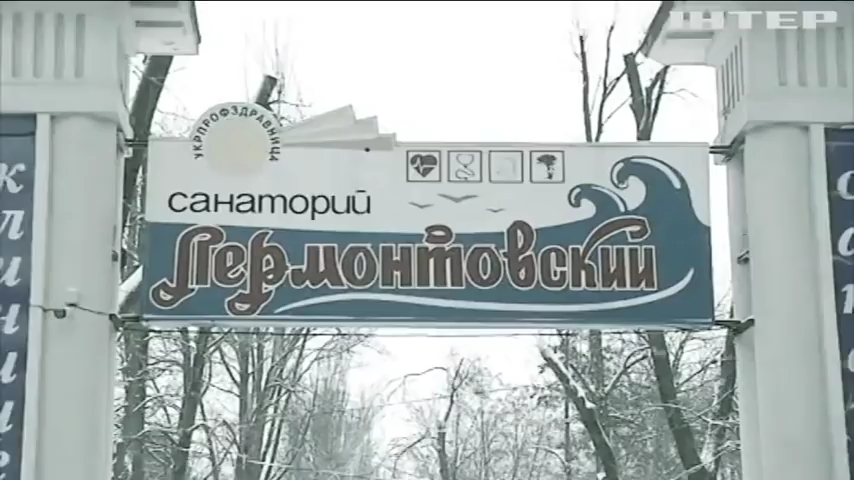 ІНТЕР
УКРПРОФЗДРАВНИЦА
санаторий
Лермонтовский